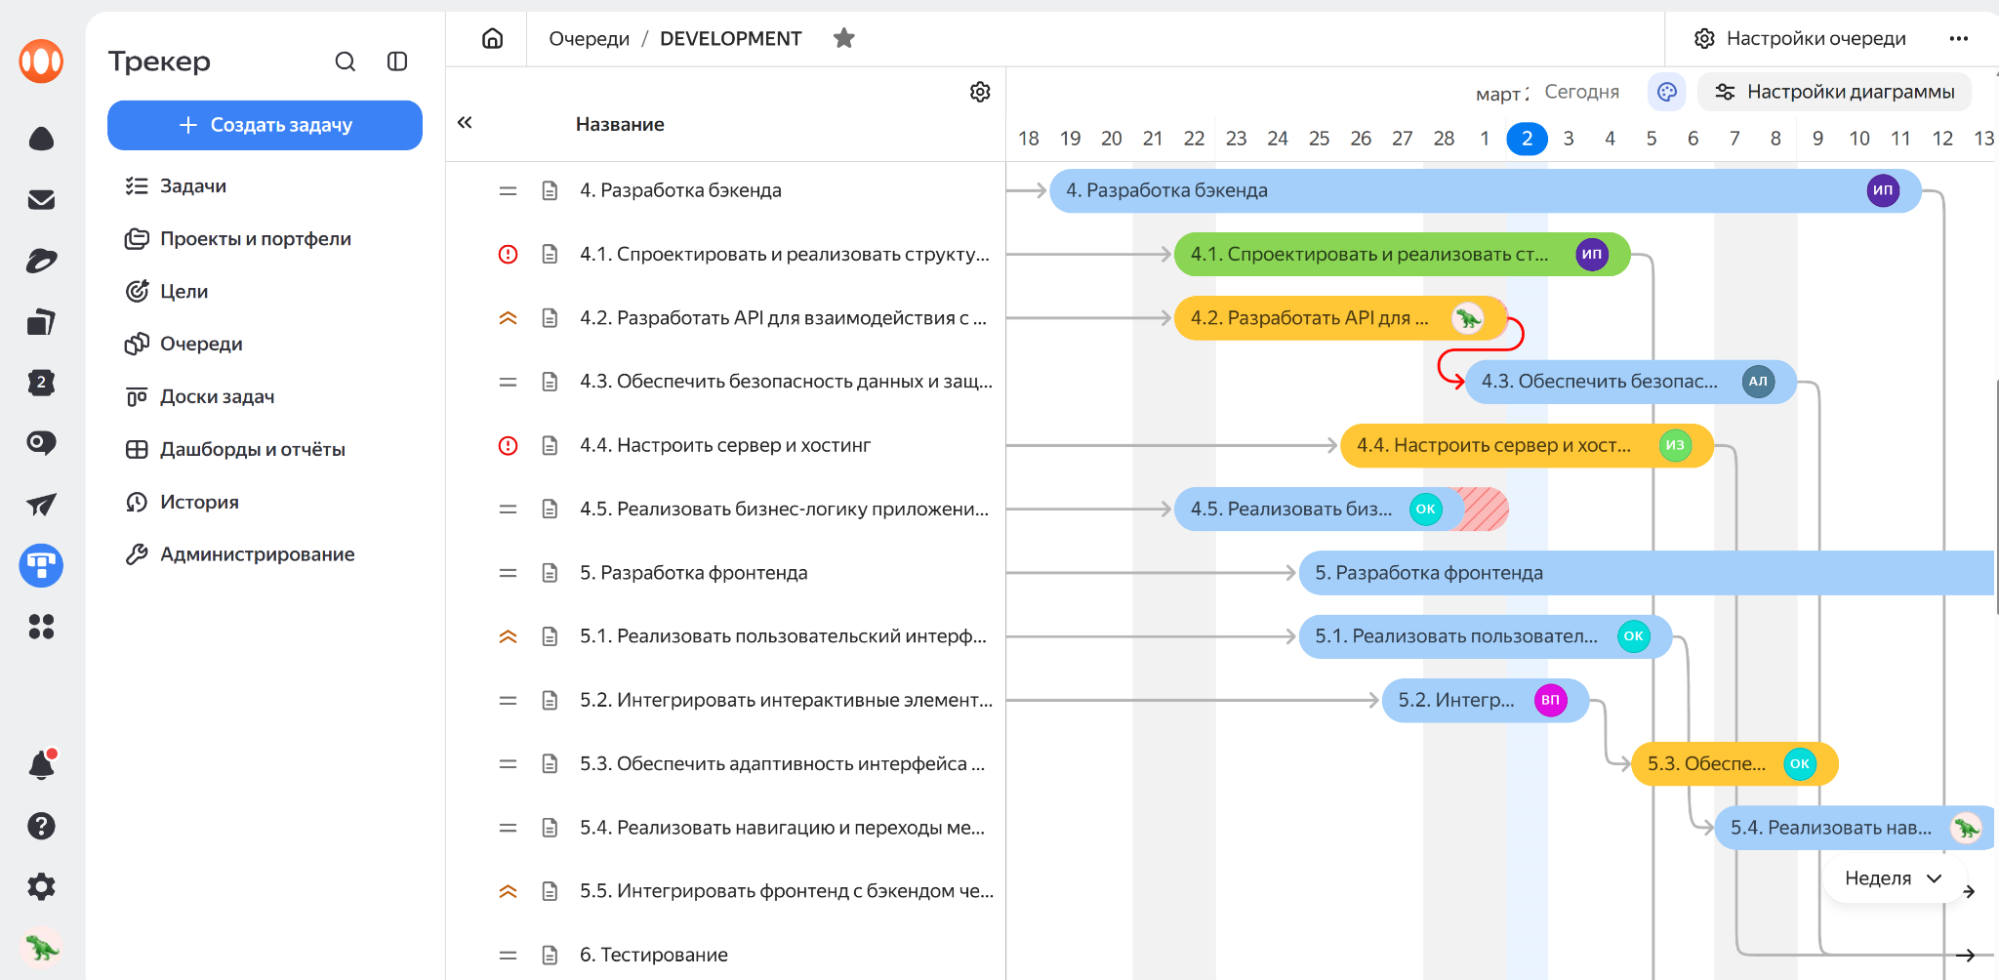 Трекер
Создать задачу
Задачи
Проекты и портфели
Цели
Очереди
Доски задач
Дашборды и отчёты
История
Администрирование
2
Очереди / DEVELOPMENT
Настройки очереди
Название
март
Сегодня
Настройки диаграммы
18 19 20 21 22 23 24 25 26 27 28 1 2 3 4 5 6 7 8 9 10 11 12 13
4. Разработка бэкенда
4. Разработка бэкенда
ИП
4.1. Спроектировать и реализовать структу...
4.1. Спроектировать и реализовать ст...
ИП
4.2. Разработать API для взаимодействия с ...
4.2. Разработать API для ...
4.3. Обеспечить безопасность данных и защ...
4.3. Обеспечить безопас...
АЛ
4.4. Настроить сервер и хостинг
4.4. Настроить сервер и хост...
ИЗ
4.5. Реализовать бизнес-логику приложени...
4.5. Реализовать биз...
ОК
5. Разработка фронтенда
5. Разработка фронтенда
5.1. Реализовать пользовательский интерф...
5.1. Реализовать пользовател...
ОК
5.2. Интегрировать интерактивные элемент...
5.2. Интегр...
ВП
5.3. Обеспечить адаптивность интерфейса ...
5.3. Обеспе...
ОК
5.4. Реализовать навигацию и переходы ме...
5.4. Реализовать нав...
5.5. Интегрировать фронтенд с бэкендом че...
Неделя
6. Тестирование